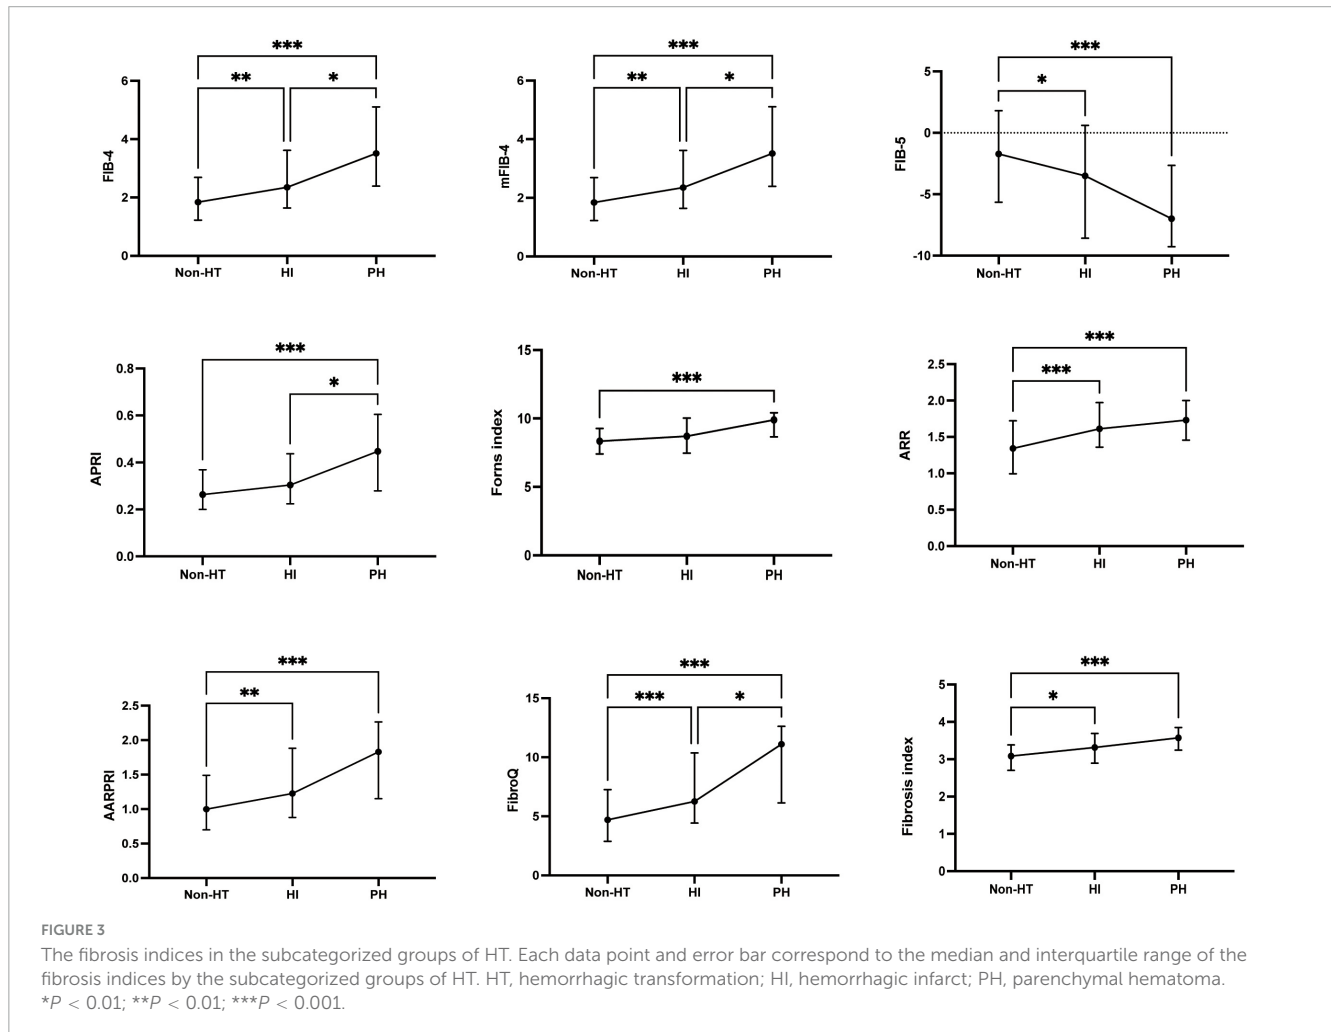 ***
**
*
6
4
2
0
FIB-4
Non-HT
HI
PH
***
**
*
6
4
2
0
mFIB-4
Non-HT
HI
PH
***
*
5
0
-5
-10
FIB-5
Non-HT
HI
PH
***
*
0.8
0.6
0.4
0.2
0.0
APRI
Non-HT
HI
PH
***
15
10
5
0
Forns index
Non-HT
HI
PH
***
***
2.5
2.0
1.5
1.0
0.5
0.0
ARR
Non-HT
HI
PH
***
**
2.5
2.0
1.5
1.0
0.5
0.0
AARPRI
Non-HT
HI
PH
***
***
*
15
10
5
0
FibroQ
Non-HT
HI
PH
***
*
5
4
3
2
1
0
Fibrosis index
Non-HT
HI
PH
FIGURE 3
The fibrosis indices in the subcategorized groups of HT. Each data point and error bar correspond to the median and interquartile range of the
fibrosis indices by the subcategorized groups of HT. HT, hemorrhagic transformation; HI, hemorrhagic infarct; PH, parenchymal hematoma.
*P < 0.01; **P < 0.01; ***P < 0.001.